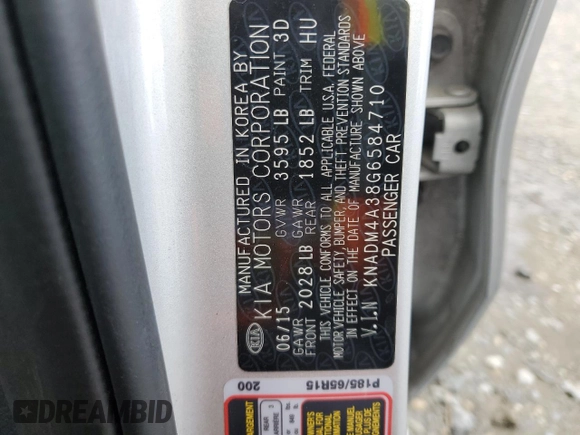 MANUFACTURED IN KOREA BY
KIA MOTORS CORPORATION
06/15 GVWR 3595 LB PAINT 3D
GAWR FRONT 2028 LB GAWR REAR 1852 LB TRIM HU
THIS VEHICLE CONFORMS TO ALL APPLICABLE U.S.A. FEDERAL
MOTOR VEHICLE SAFETY, BUMPER, AND THEFT PREVENTION STANDARDS
IN EFFECT ON THE DATE OF MANUFACTURE SHOWN ABOVE
V.I.N KNADM4A38G6584710
PASSENGER CAR
KIA
P185/65R15
200
REAR
DREAMBID